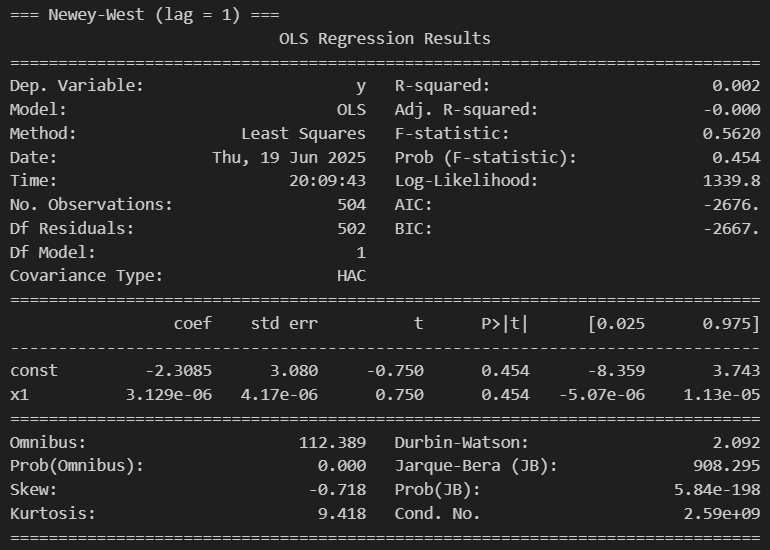 === Newey-West (lag = 1) ===
                            OLS Regression Results
==============================================================================
Dep. Variable:                      y   R-squared:                       0.002
Model:                            OLS   Adj. R-squared:                 -0.000
Method:                 Least Squares   F-statistic:                    0.5620
Date:                Thu, 19 Jun 2025   Prob (F-statistic):              0.454
Time:                        20:09:43   Log-Likelihood:                 1339.8
No. Observations:                 504   AIC:                            -2676.
Df Residuals:                     502   BIC:                            -2667.
Df Model:                           1
Covariance Type:                  HAC
==============================================================================
                 coef    std err          t      P>|t|      [0.025      0.975]
------------------------------------------------------------------------------
const         -2.3085      3.080     -0.750      0.454      -8.359       3.743
x1          3.129e-06   4.17e-06      0.750      0.454   -5.07e-06    1.13e-05
==============================================================================
Omnibus:                      112.389   Durbin-Watson:                   2.092
Prob(Omnibus):                  0.000   Jarque-Bera (JB):              908.295
Skew:                          -0.718   Prob(JB):                    5.84e-198
Kurtosis:                       9.418   Cond. No.                     2.59e+09
==============================================================================